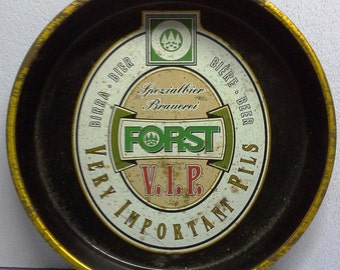 BIRRA · BIER
BIÈRE · BEER
Spezialbier
Brauerei
FORST
V.I.P.
VERY IMPORTANT PILS